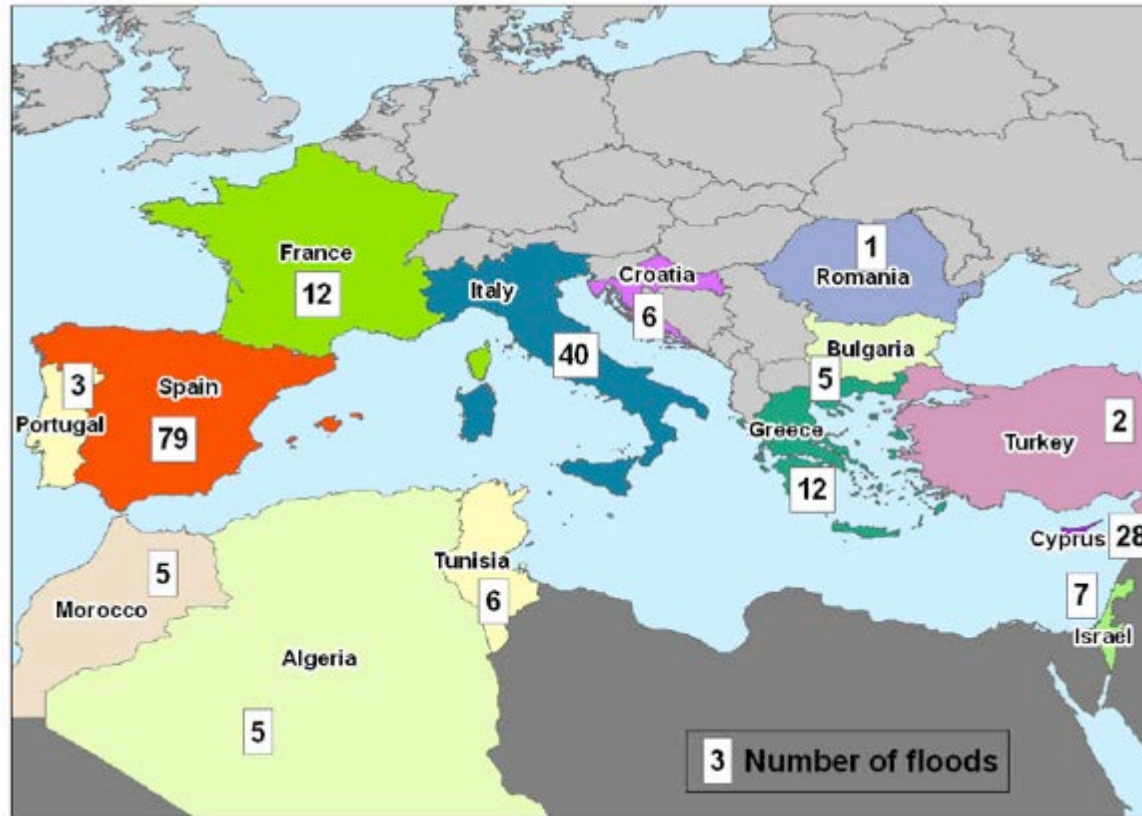 France
12
Italy
40
Croatia
6
1
Romania
Bulgaria
5
3
Portugal
Spain
79
Greece
12
Turkey
2
Cyprus
28
7
Israel
Morocco
5
Tunisia
6
Algeria
5
3 Number of floods